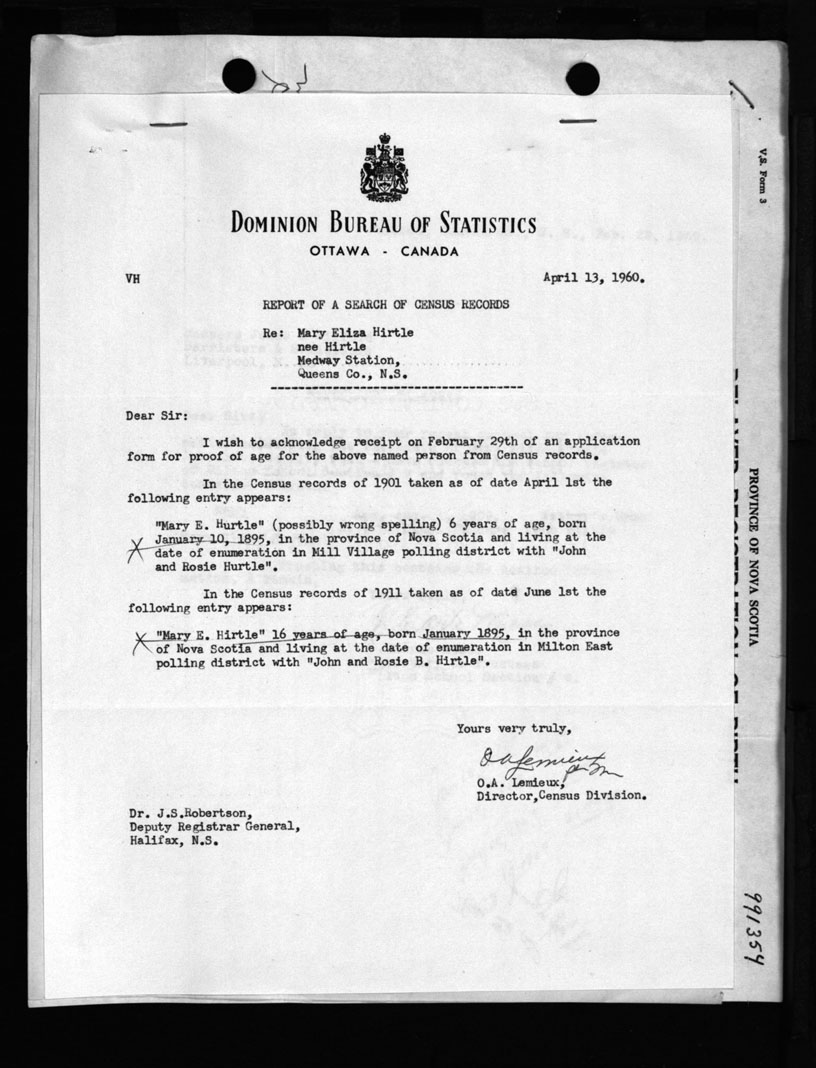 DOMINION BUREAU OF STATISTICS
OTTAWA - CANADA
VH
April 13, 1960.
REPORT OF A SEARCH OF CENSUS RECORDS
Re: Mary Eliza Hirtle
nee Hirtle
Medway Station,
Queens Co., N.S.
Dear Sir:
I wish to acknowledge receipt on February 29th of an application
form for proof of age for the above named person from Census records.
In the Census records of 1901 taken as of date April 1st the
following entry appears:
"Mary E. Hurtle" (possibly wrong spelling) 6 years of age, born
January 10, 1895, in the province of Nova Scotia and living at the
date of enumeration in Mill Village polling district with "John
and Rosie Hurtle".
In the Census records of 1911 taken as of date June 1st the
following entry appears:
"Mary E. Hirtle" 16 years of age, born January 1895, in the province
of Nova Scotia and living at the date of enumeration in Milton East
polling district with "John and Rosie B. Hirtle".
Yours very truly,
O.A. Lemieux
O.A. Lemieux,
Director,Census Division.
Dr. J.S.Robertson,
Deputy Registrar General,
Halifax, N.S.
V.S. Form 3
PROVINCE OF NOVA SCOTIA
DELAYED REGISTRATION OF BIRTH
991354